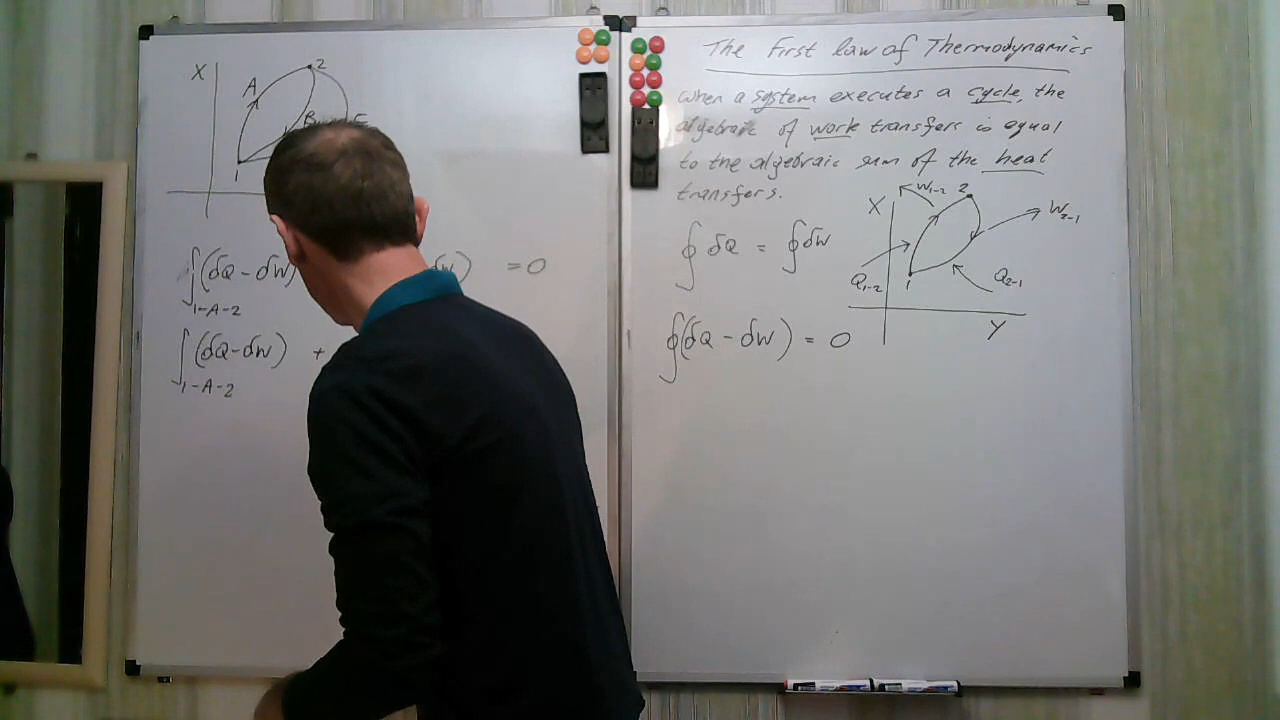 X
A
2
B
1
∫(δQ - δW)
1-A-2
δW) = 0
∫(δQ-δW) +
1-A-2
The First law of Thermodynamics
When a system executes a cycle, the
algebraic of work transfers is equal
to the algebraic sum of the heat
transfers.
∮ δQ = ∮ δW
∮(δQ - δW) = 0
X
W1-2
2
W2-1
Q1-2
1
Q2-1
Y